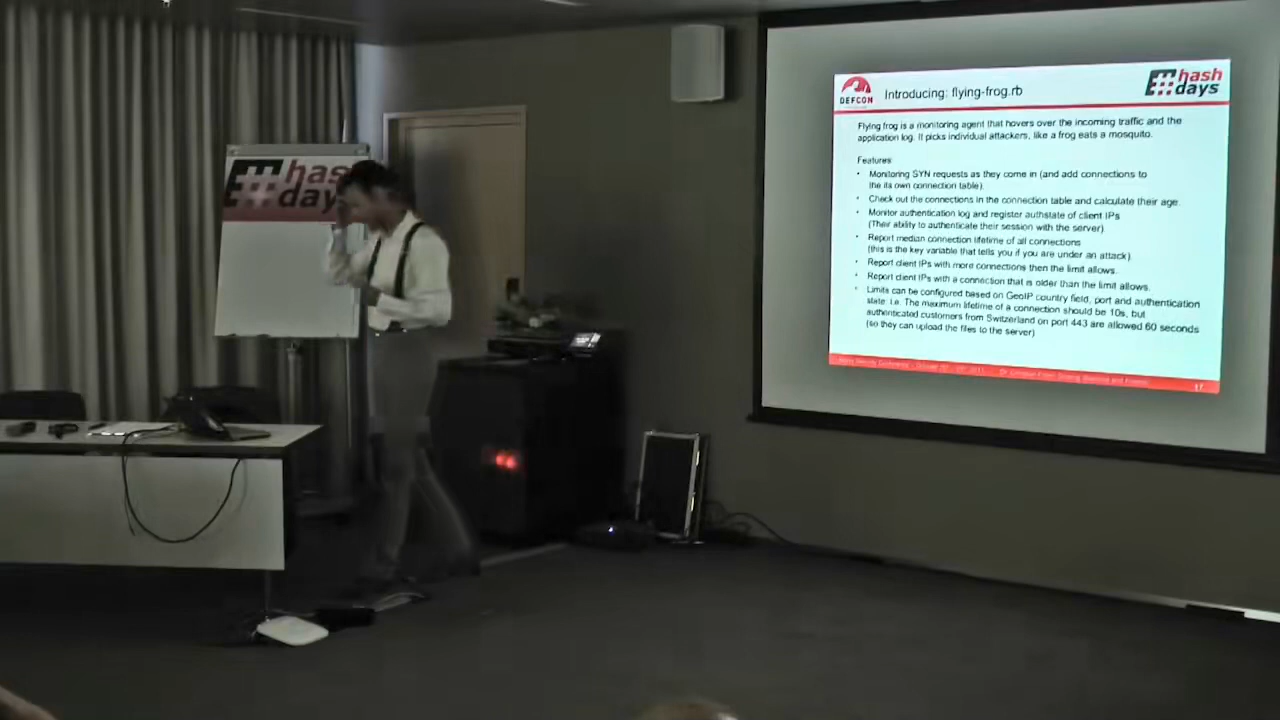 hash
days
DEFCON
Introducing: flying-frog.rb
hash
days
Flying frog is a monitoring agent that hovers over the incoming traffic and the
application log. It picks individual attackers, like a frog eats a mosquito.
Features:
• Monitoring SYN requests as they come in (and add connections to
the its own connection table).
• Check out the connections in the connection table and calculate their age.
• Monitor authentication log and register authstate of client IPs
(Their ability to authenticate their session with the server).
• Report median connection lifetime of all connections
(this is the key variable that tells you if you are under an attack).
• Report client IPs with more connections then the limit allows.
• Report client IPs with a connection that is older than the limit allows.
• Limits can be configured based on GeoIP country field, port and authentication
state: i.e. The maximum lifetime of a connection should be 10s, but
authenticated customers from Switzerland on port 443 are allowed 60 seconds
(so they can upload the files to the server)